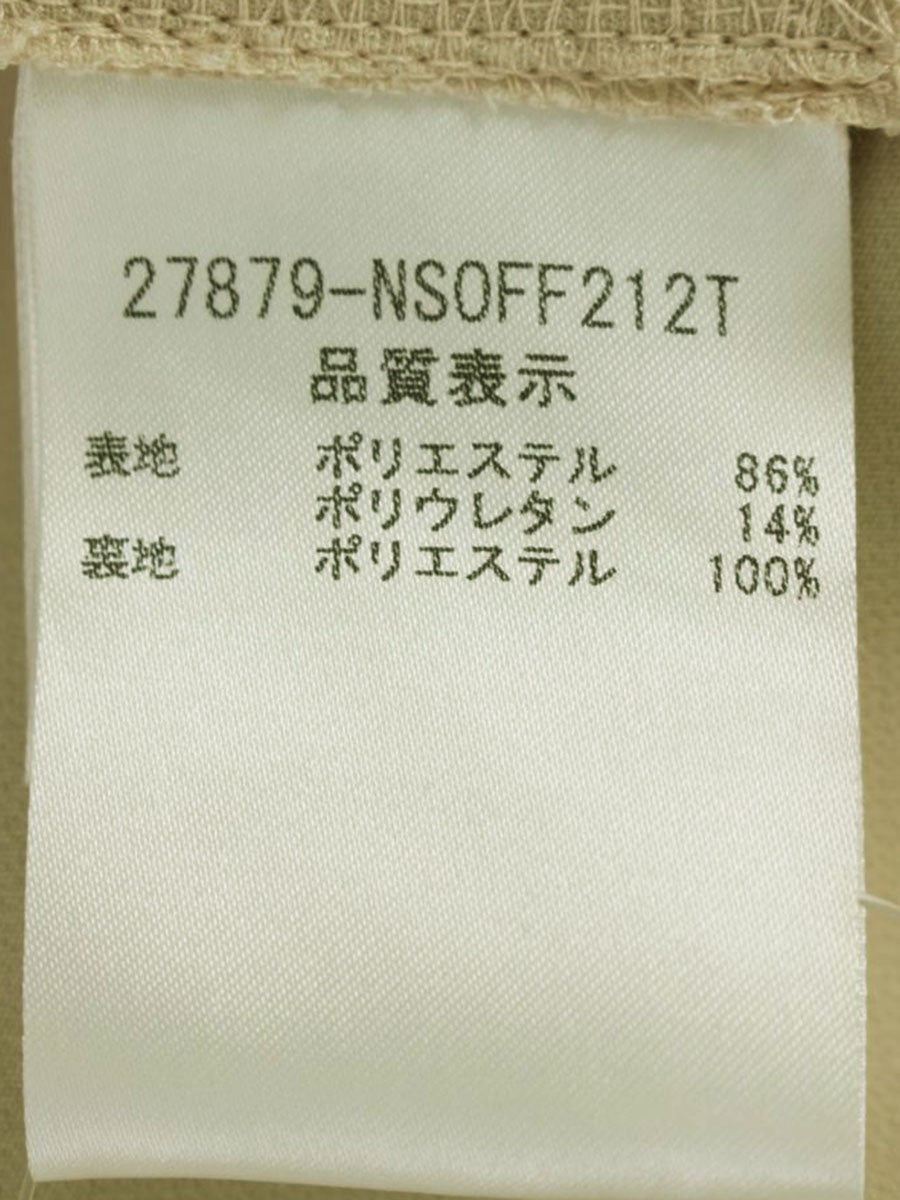 27879-NSOFF212T
品質表示
表地 ポリエステル 86%
ポリウレタン 14%
裏地 ポリエステル 100%